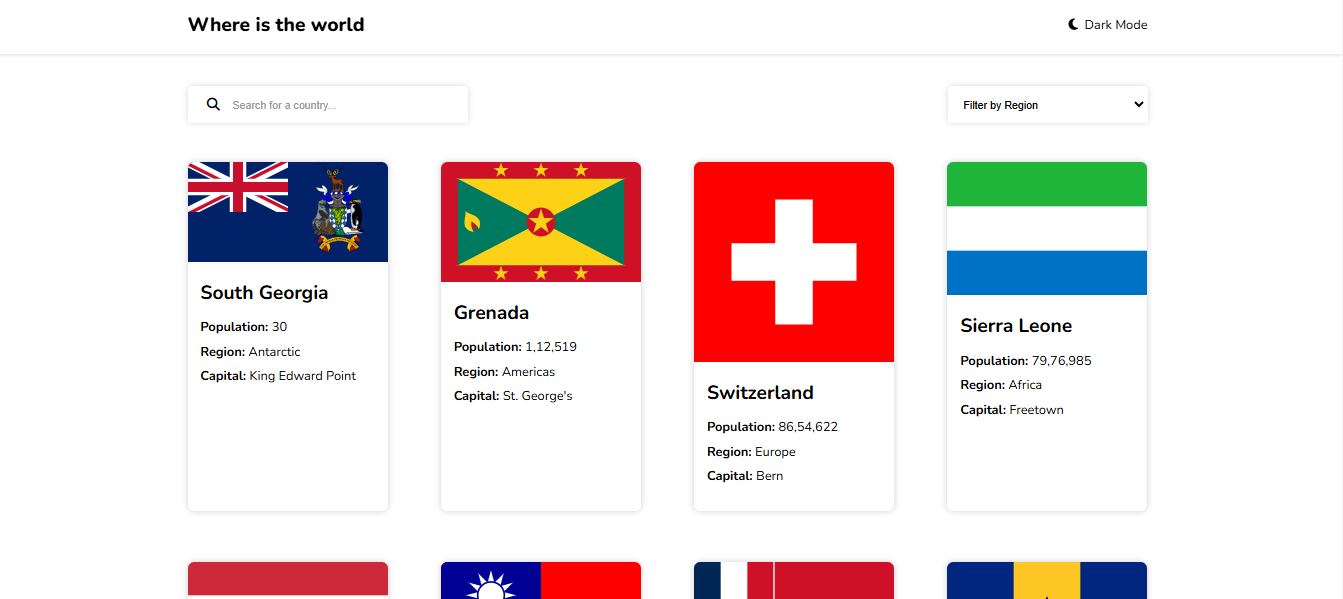 Where is the world
Dark Mode
Search for a country...
Filter by Region
South Georgia
Population: 30
Region: Antarctic
Capital: King Edward Point
Grenada
Population: 1,12,519
Region: Americas
Capital: St. George's
Switzerland
Population: 86,54,622
Region: Europe
Capital: Bern
Sierra Leone
Population: 79,76,985
Region: Africa
Capital: Freetown